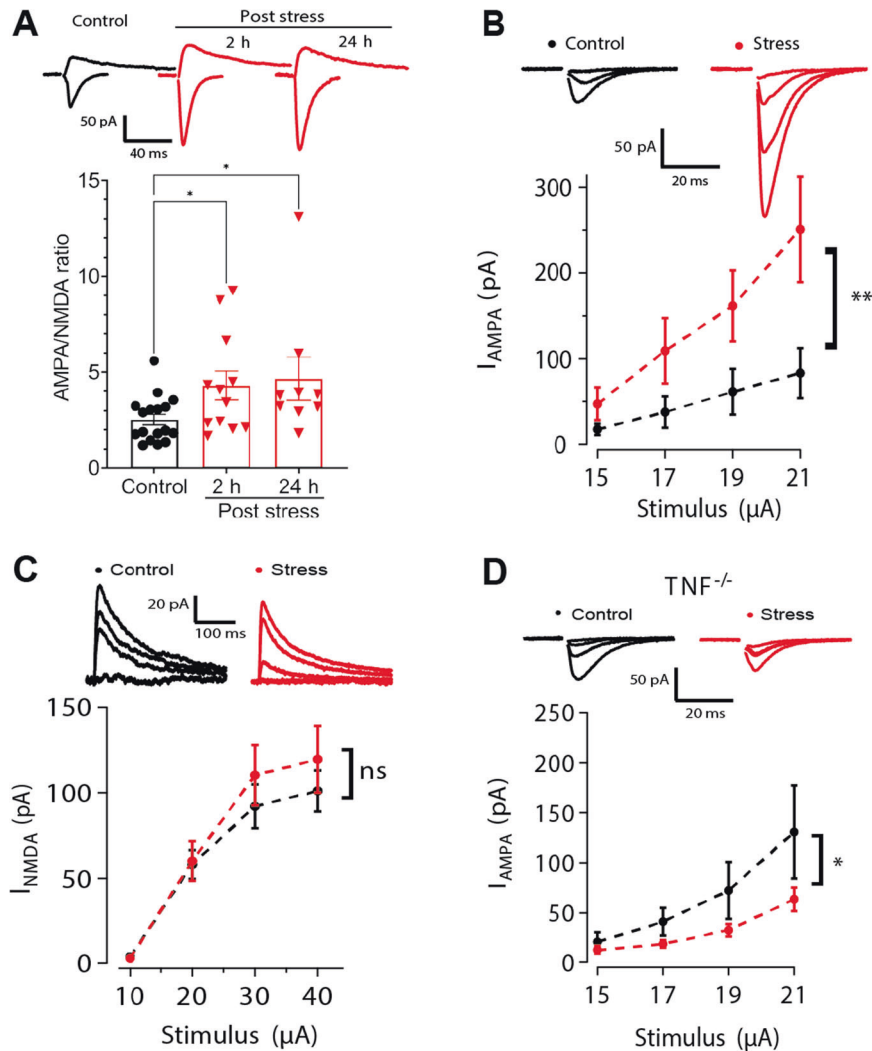 A
Control
Post stress
2 h
24 h
50 pA
40 ms
*
*
AMPA/NMDA ratio
15
10
5
0
Control
2 h
24 h
Post stress
B
Control
Stress
50 pA
20 ms
I_AMPA (pA)
300
200
100
0
**
15 17 19 21
Stimulus (µA)
C
Control
Stress
20 pA
100 ms
I_NMDA (pA)
150
100
50
0
ns
10 20 30 40
Stimulus (µA)
D
TNF-/-
Control
Stress
50 pA
20 ms
I_AMPA (pA)
250
200
150
100
50
0
*
15 17 19 21
Stimulus (µA)